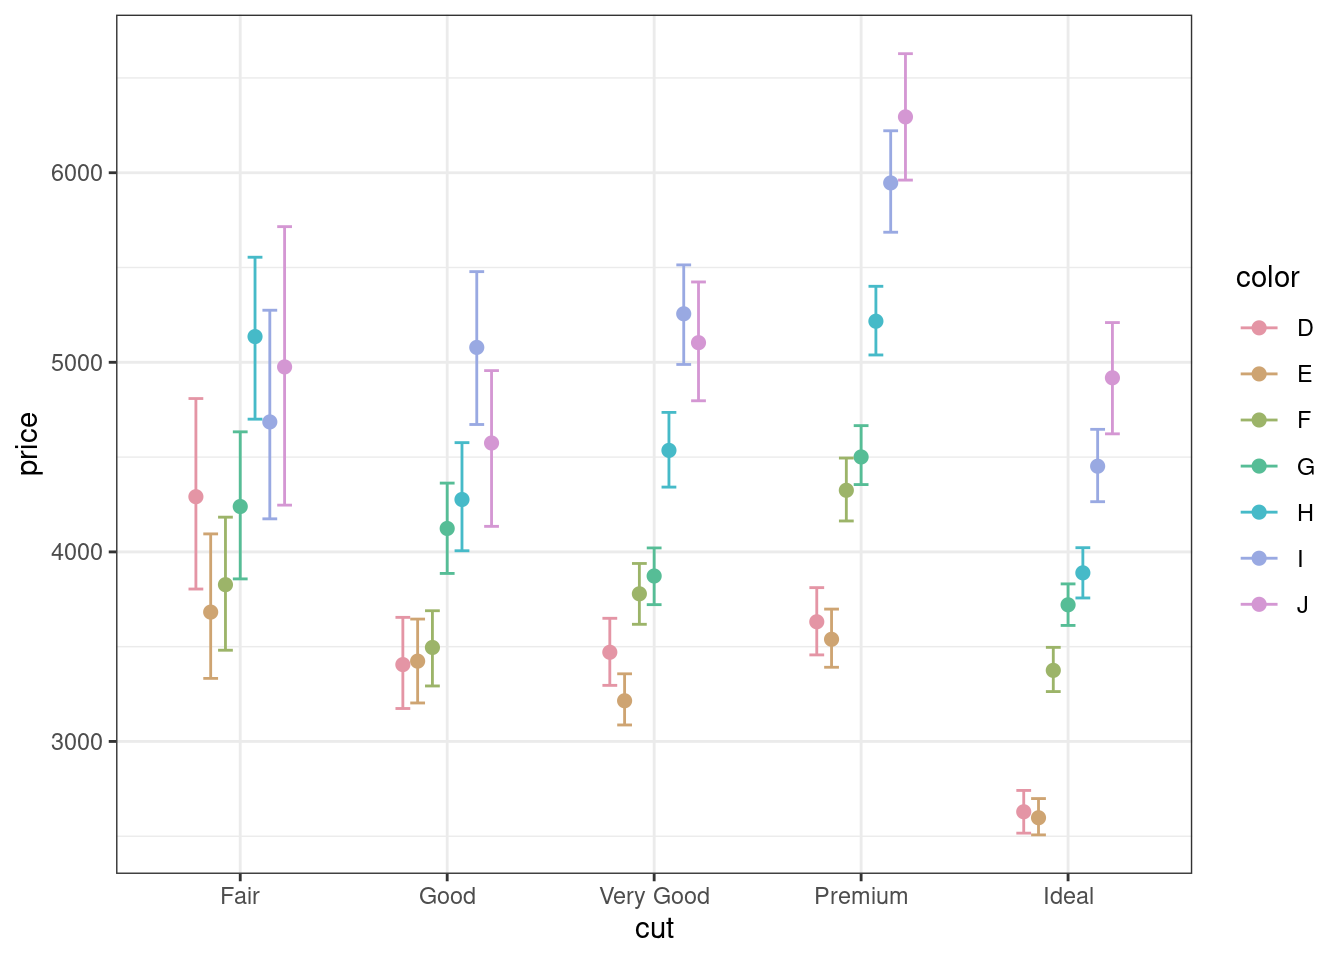 price
6000
5000
4000
3000
Fair
Good
Very Good
Premium
Ideal
cut
color
D
E
F
G
H
I
J